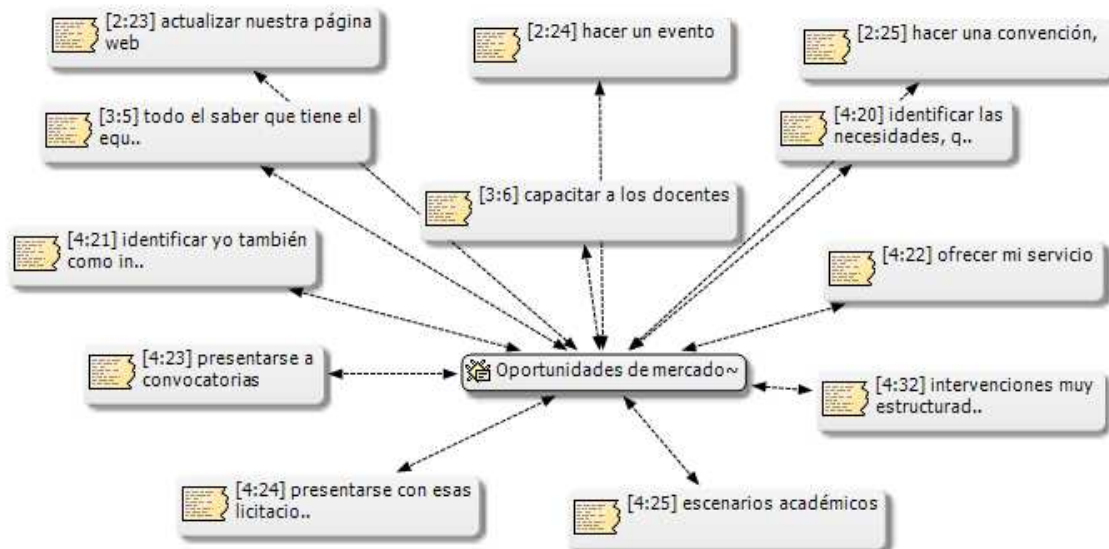 [2:23] actualizar nuestra página
web
[2:24] hacer un evento
[2:25] hacer una convención,
[3:5] todo el saber que tiene el
equ..
[4:20] identificar las
necesidades, q..
[3:6] capacitar a los docentes
[4:21] identificar yo también
como in..
[4:22] ofrecer mi servicio
[4:23] presentarse a
convocatorias
Oportunidades de mercado~
[4:32] intervenciones muy
estructurad..
[4:24] presentarse con esas
licitacio..
[4:25] escenarios académicos